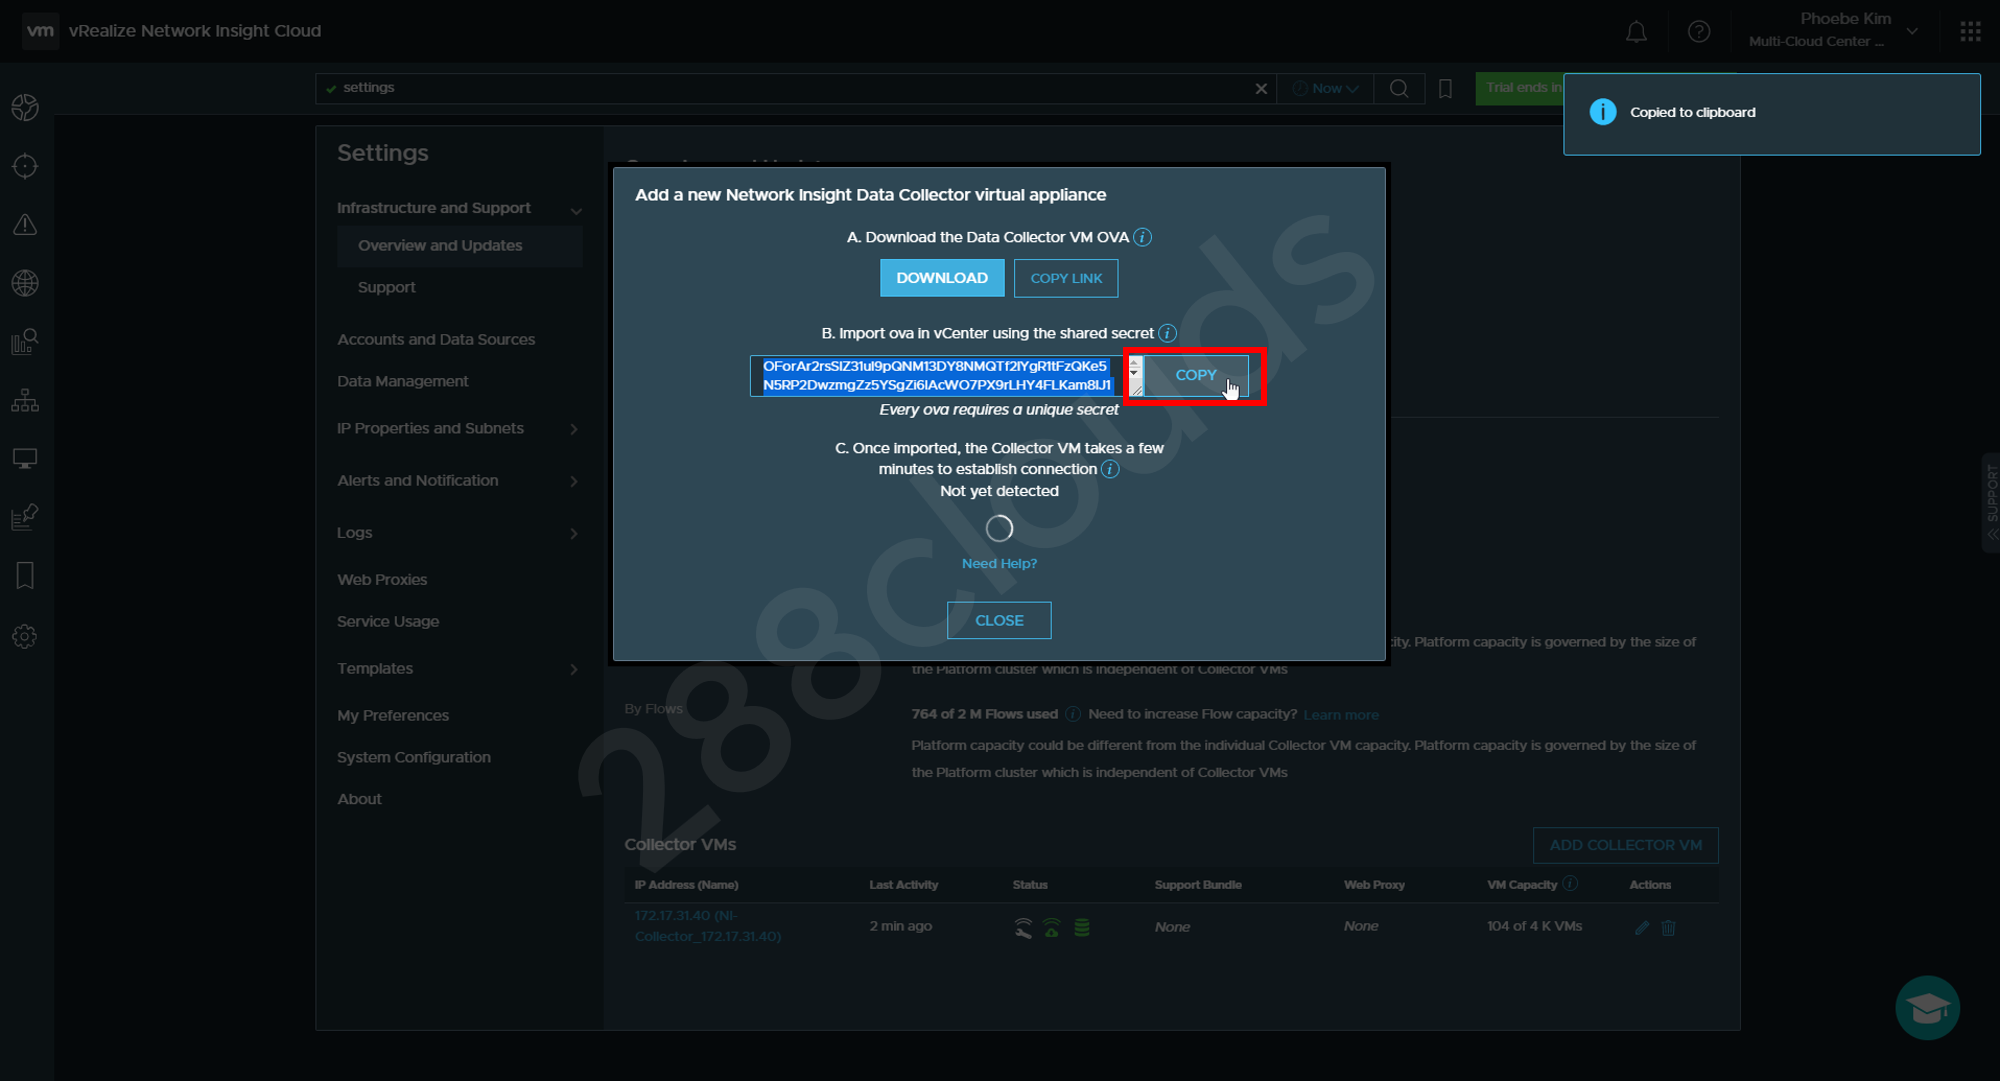 vm vRealize Network Insight Cloud
Phoebe Kim
Multi-Cloud Center ...
settings
Now
Trial ends in
Copied to clipboard
Settings
Infrastructure and Support
Overview and Updates
Support
Accounts and Data Sources
Data Management
IP Properties and Subnets
Alerts and Notification
Logs
Web Proxies
Service Usage
Templates
My Preferences
System Configuration
About
Add a new Network Insight Data Collector virtual appliance
A. Download the Data Collector VM OVA
DOWNLOAD
COPY LINK
B. Import ova in vCenter using the shared secret
COPY
Every ova requires a unique secret
C. Once imported, the Collector VM takes a few
minutes to establish connection
Not yet detected
Need Help?
CLOSE
SUPPORT
288clouds
Platform capacity is governed by the size of
the Platform cluster which is independent of Collector VMs
By Flows
764 of 2 M Flows used Need to increase Flow capacity? Learn more
Platform capacity could be different from the individual Collector VM capacity. Platform capacity is governed by the size of
the Platform cluster which is independent of Collector VMs
Collector VMs
ADD COLLECTOR VM
IP Address (Name) Last Activity Status Support Bundle Web Proxy VM Capacity Actions
172.17.31.40 (NI-
Collector_172.17.31.40)
2 min ago None None 104 of 4 K VMs